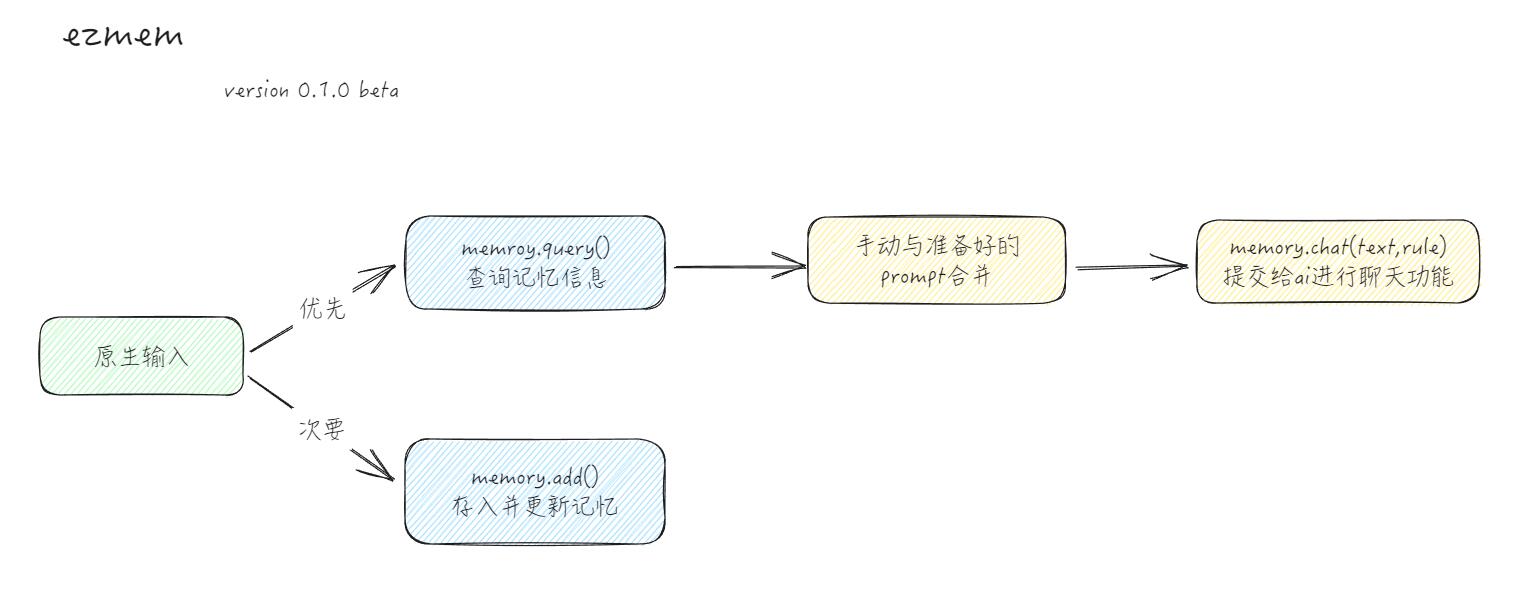 ezmem
version 0.1.0 beta
memroy.query()
查询记忆信息
手动与准备好的
prompt合并
memory.chat(text,rule)
提交给ai进行聊天功能
优先
原生输入
次要
memory.add()
存入并更新记忆